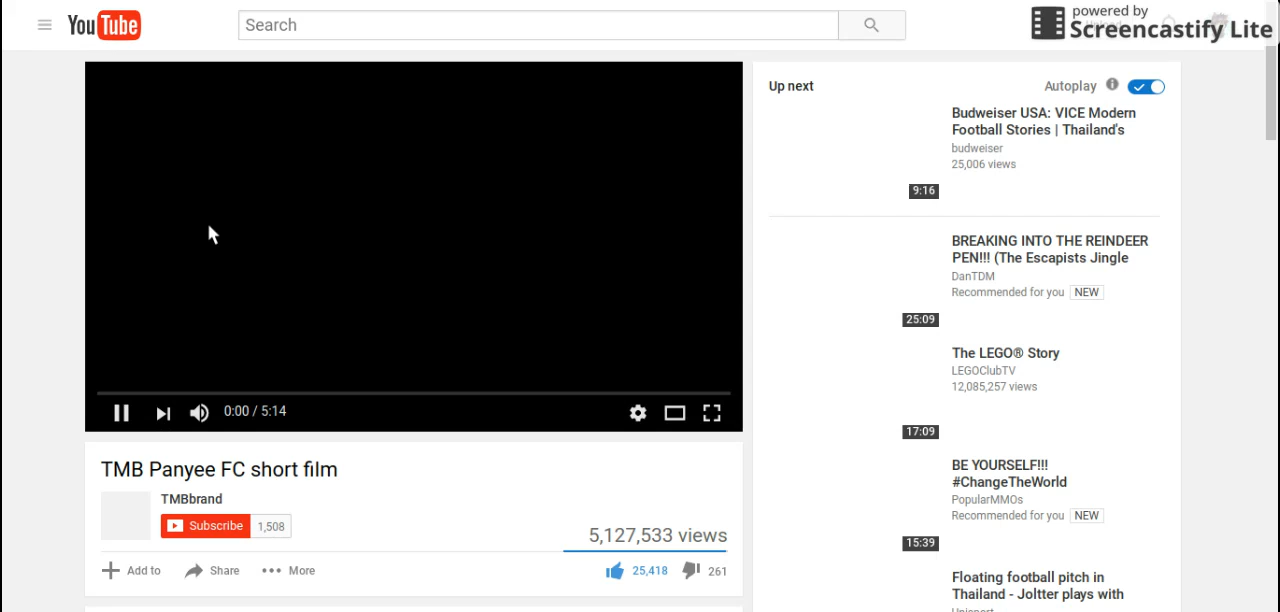 YouTube
Search
powered by
Screencastify Lite
0:00 / 5:14
TMB Panyee FC short film
TMBbrand
Subscribe
1,508
5,127,533 views
Add to
Share
More
25,418
261
Up next
Autoplay
Budweiser USA: VICE Modern
Football Stories | Thailand's
budweiser
25,006 views
9:16
BREAKING INTO THE REINDEER
PEN!!! (The Escapists Jingle
DanTDM
Recommended for you NEW
25:09
The LEGO® Story
LEGOClubTV
12,085,257 views
17:09
BE YOURSELF!!!
#ChangeTheWorld
PopularMMOs
Recommended for you NEW
15:39
Floating football pitch in
Thailand - Joltter plays with